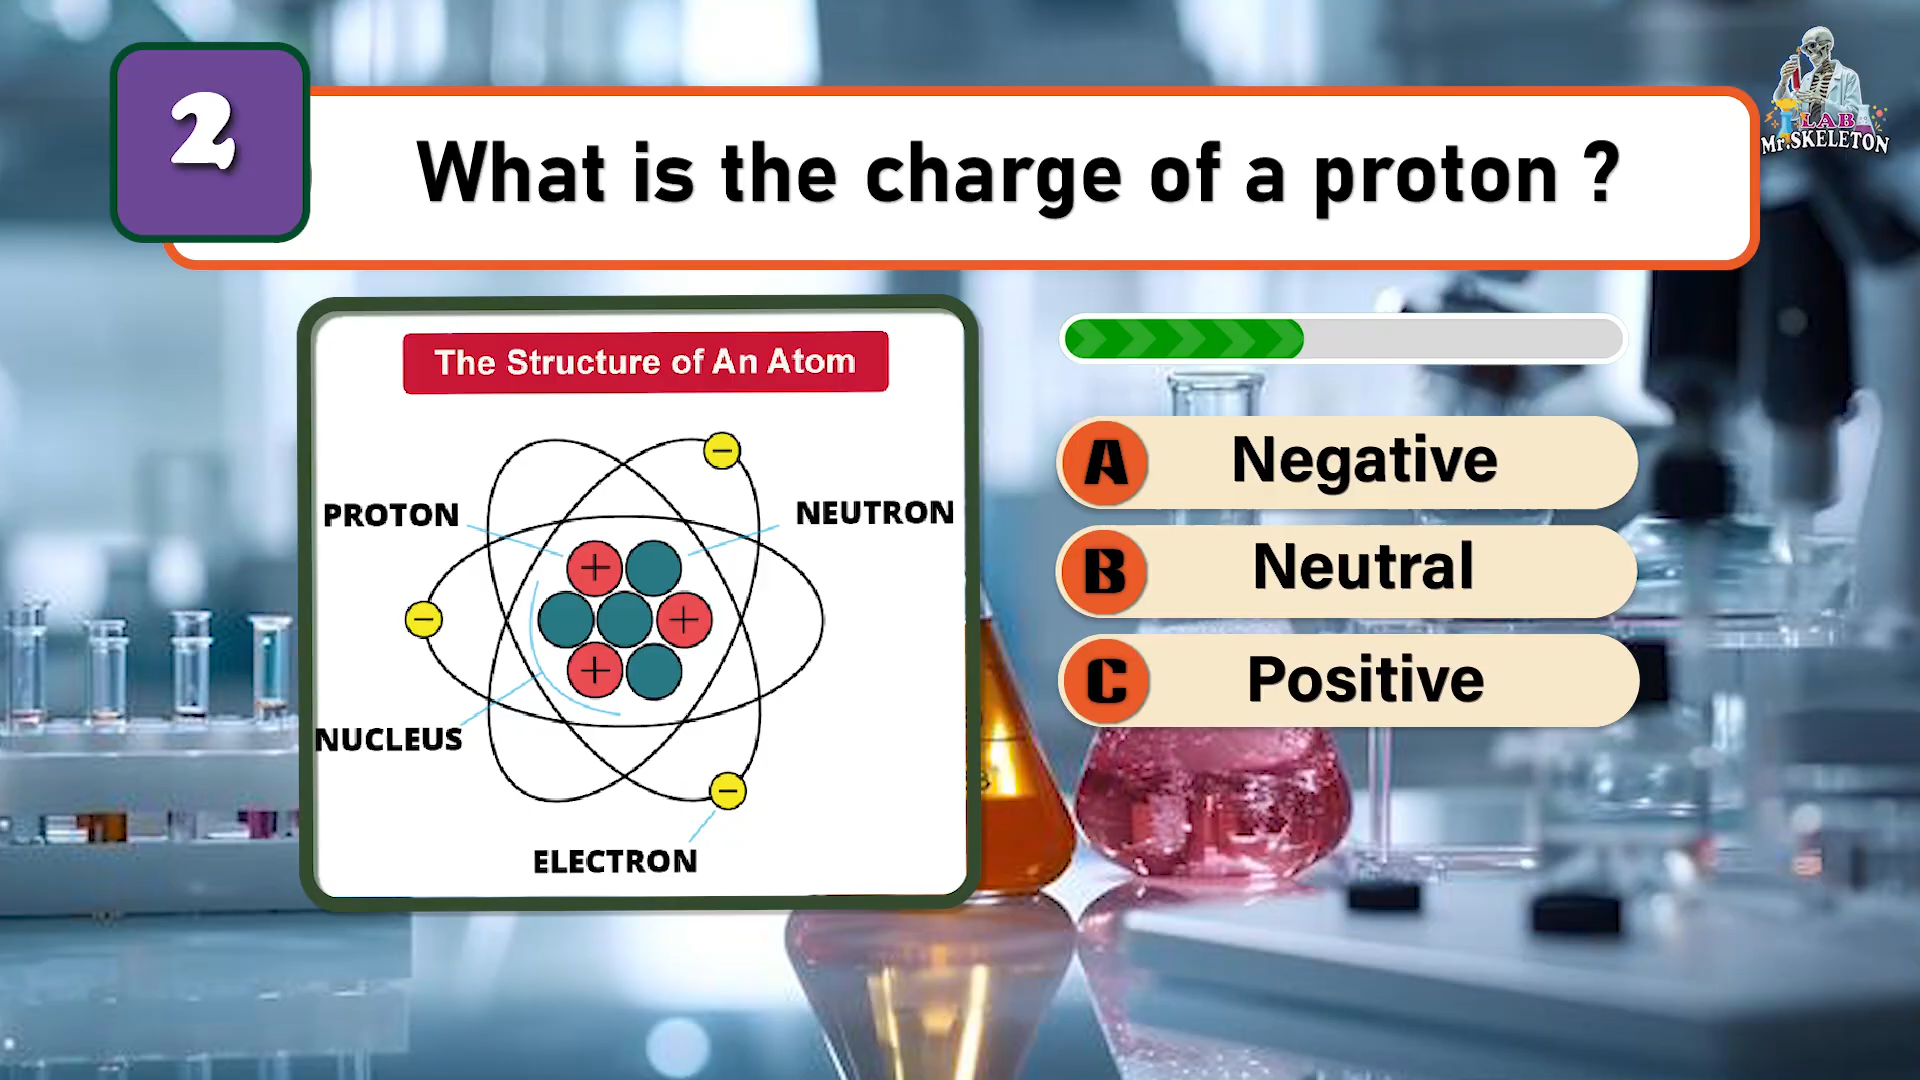 2
What is the charge of a proton ?
LAB
Mr.SKELETON
The Structure of An Atom
PROTON
NEUTRON
NUCLEUS
ELECTRON
+
+
+
−
−
−
A Negative
B Neutral
C Positive